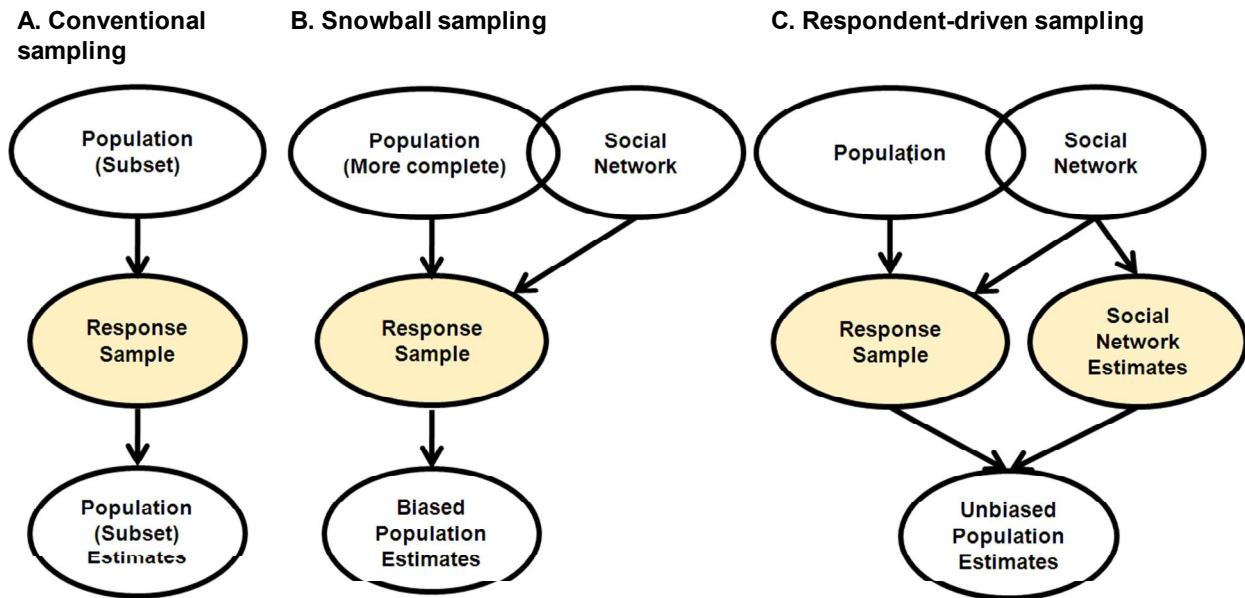 A. Conventional
sampling
B. Snowball sampling
C. Respondent-driven sampling
Population
(Subset)
Population
(More complete)
Social
Network
Population
Social
Network
Response
Sample
Response
Sample
Response
Sample
Social
Network
Estimates
Population
(Subset)
Estimates
Biased
Population
Estimates
Unbiased
Population
Estimates